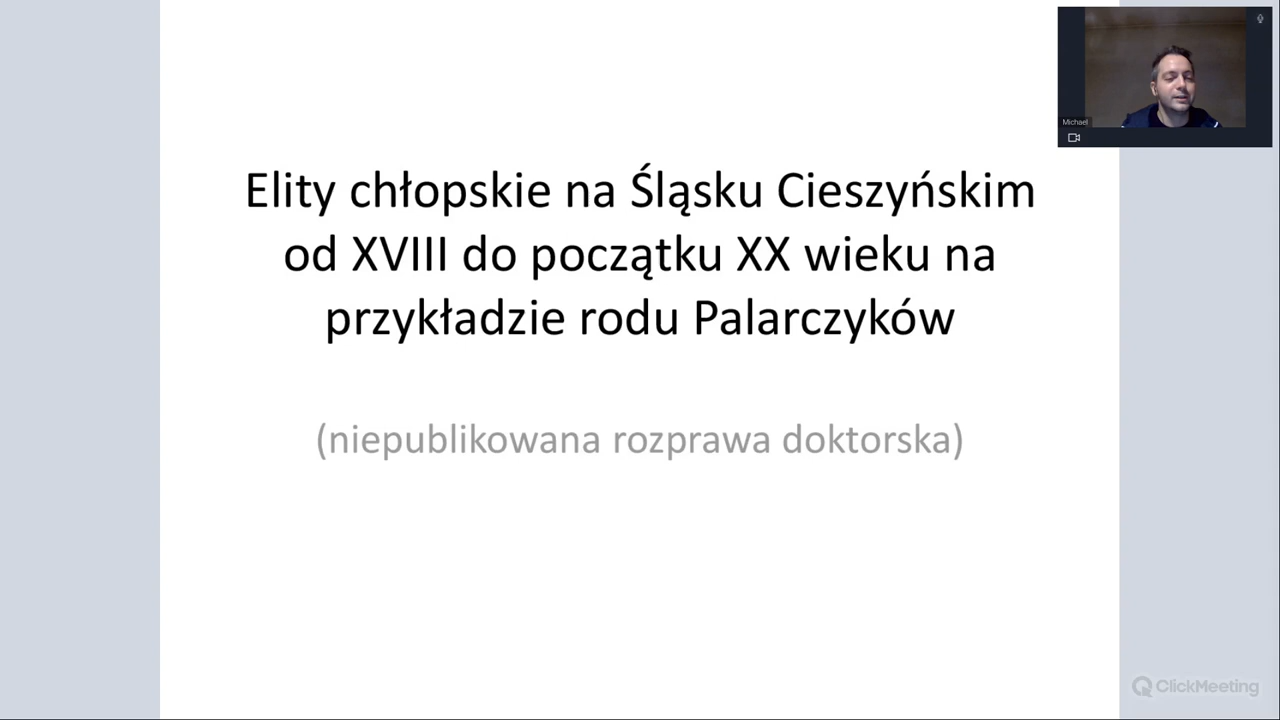 Michael
Elity chłopskie na Śląsku Cieszyńskim
od XVIII do początku XX wieku na
przykładzie rodu Palarczyków
(niepublikowana rozprawa doktorska)
ClickMeeting